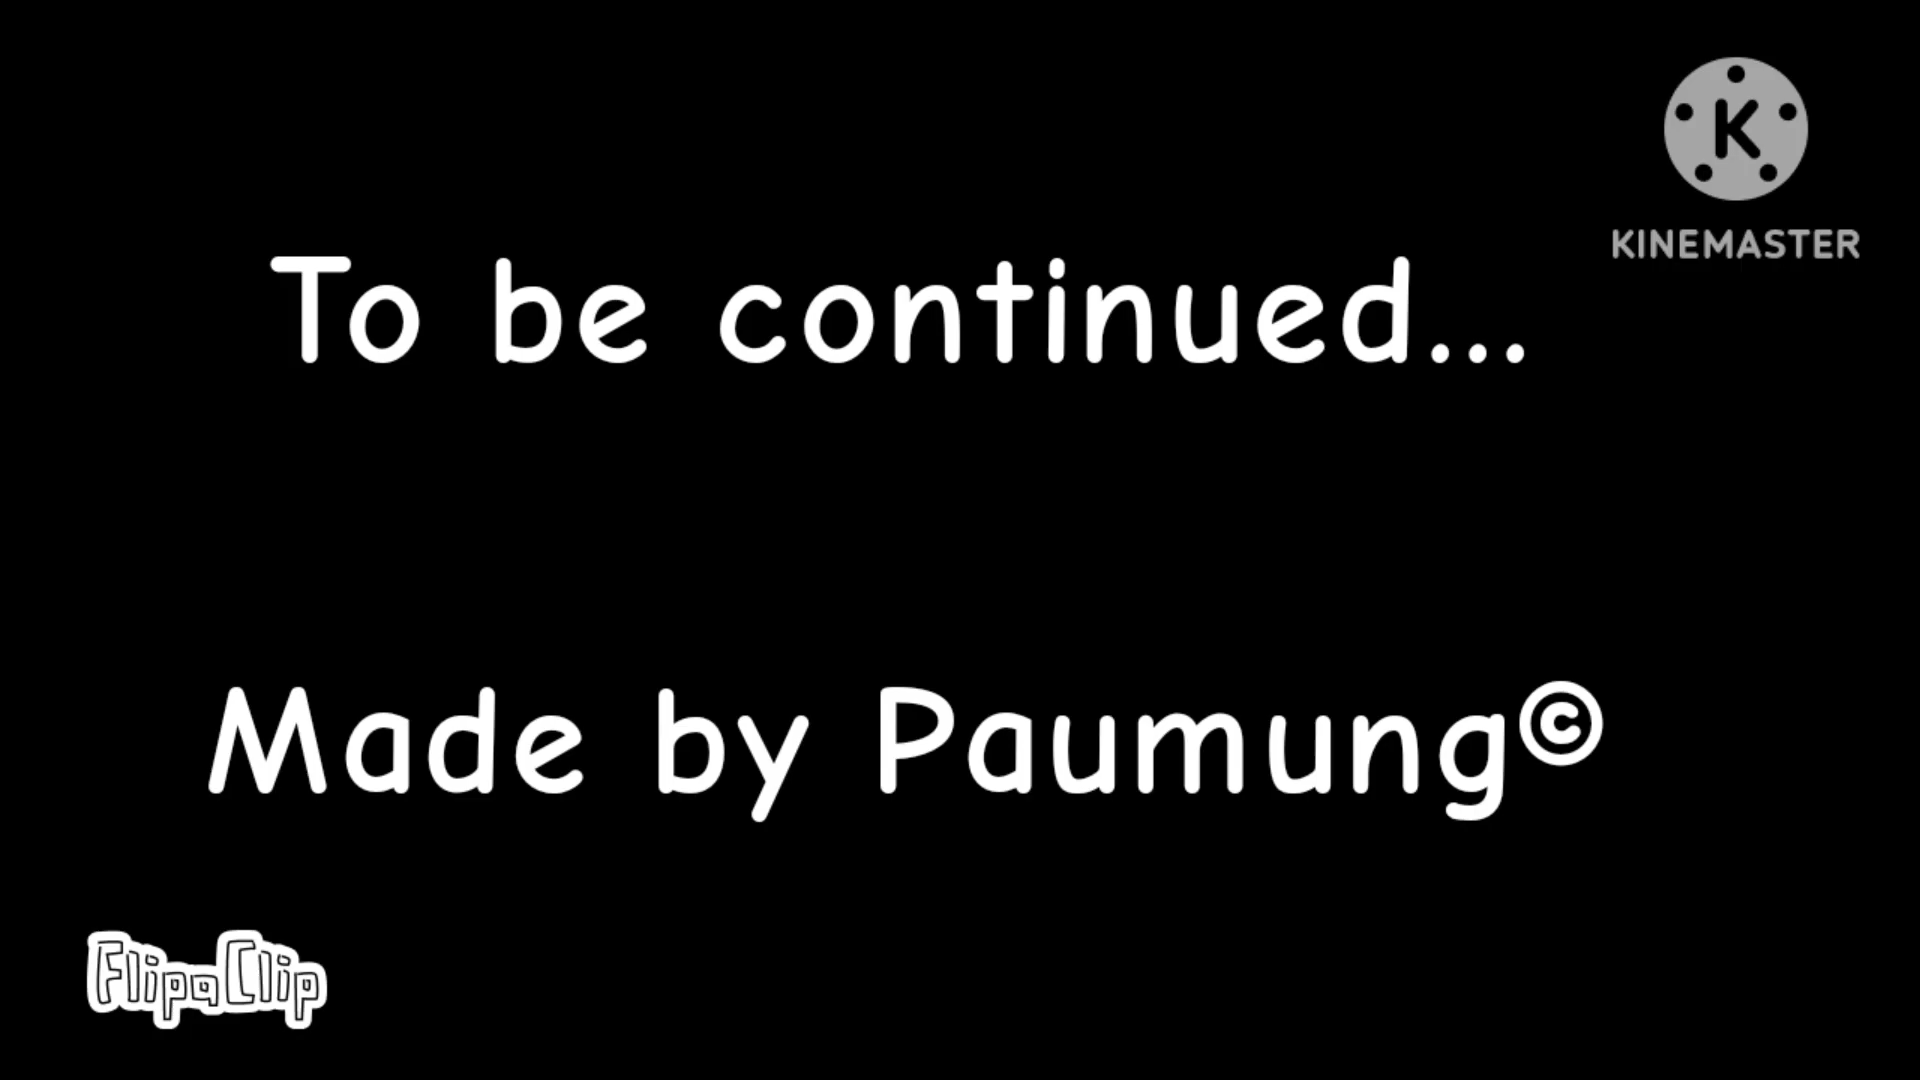 K
KINEMASTER
To be continued...
Made by Paumung©
FlipaClip